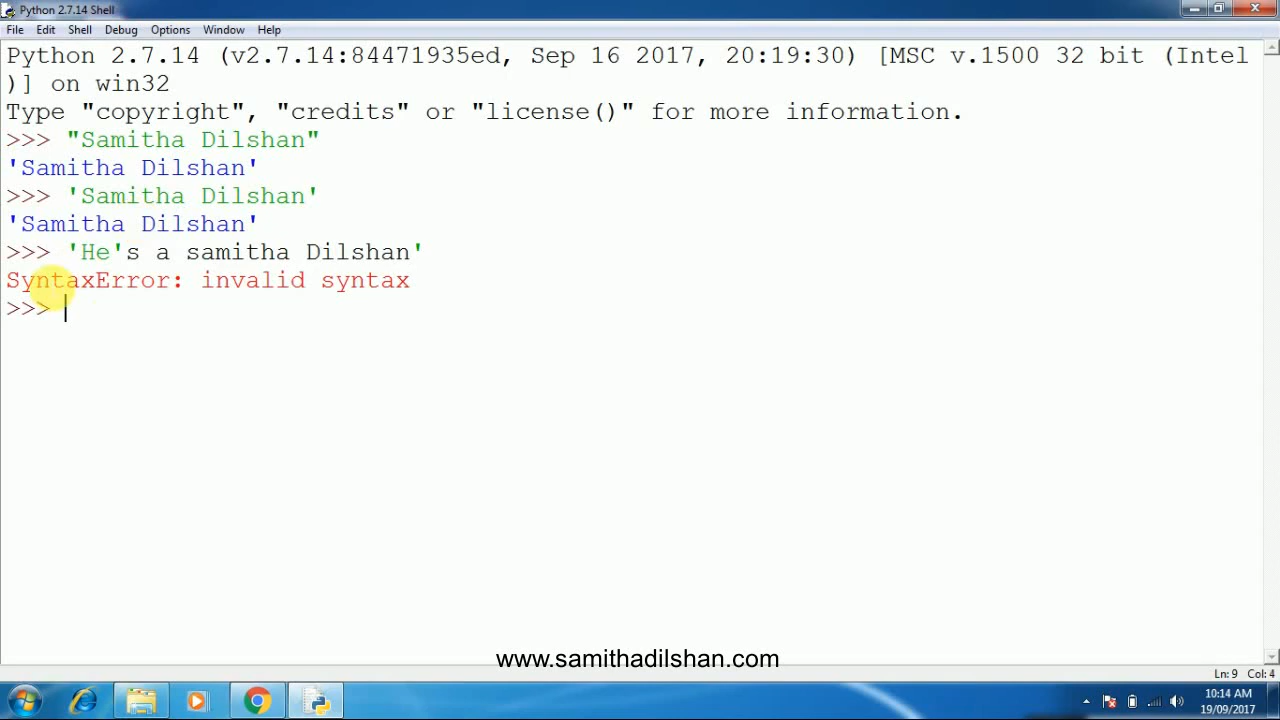 Python 2.7.14 Shell
File Edit Shell Debug Options Window Help
Python 2.7.14 (v2.7.14:84471935ed, Sep 16 2017, 20:19:30) [MSC v.1500 32 bit (Intel
)] on win32
Type "copyright", "credits" or "license()" for more information.
>>> "Samitha Dilshan"
'Samitha Dilshan'
>>> 'Samitha Dilshan'
'Samitha Dilshan'
>>> 'He's a samitha Dilshan'
SyntaxError: invalid syntax
>>>
www.samithadilshan.com
Ln: 9 Col: 4
10:14 AM
19/09/2017